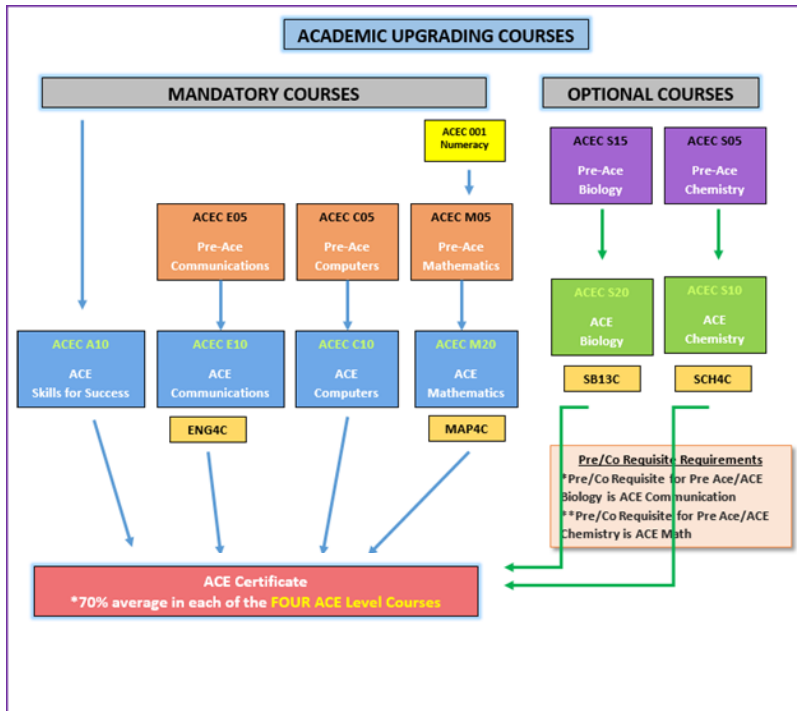 ACADEMIC UPGRADING COURSES
MANDATORY COURSES
OPTIONAL COURSES
ACEC 001
Numeracy
ACEC S15
Pre-Ace
Biology
ACEC S05
Pre-Ace
Chemistry
ACEC E05
Pre-Ace
Communications
ACEC C05
Pre-Ace
Computers
ACEC M05
Pre-Ace
Mathematics
ACEC S20
ACE
Biology
ACEC S10
ACE
Chemistry
ACEC A10
ACE
Skills for Success
ACEC E10
ACE
Communications
ACEC C10
ACE
Computers
ACEC M20
ACE
Mathematics
SB13C
SCH4C
ENG4C
MAP4C
Pre/Co Requisite Requirements
*Pre/Co Requisite for Pre Ace/ACE
Biology is ACE Communication
**Pre/Co Requisite for Pre Ace/ACE
Chemistry is ACE Math
ACE Certificate
*70% average in each of the FOUR ACE Level Courses